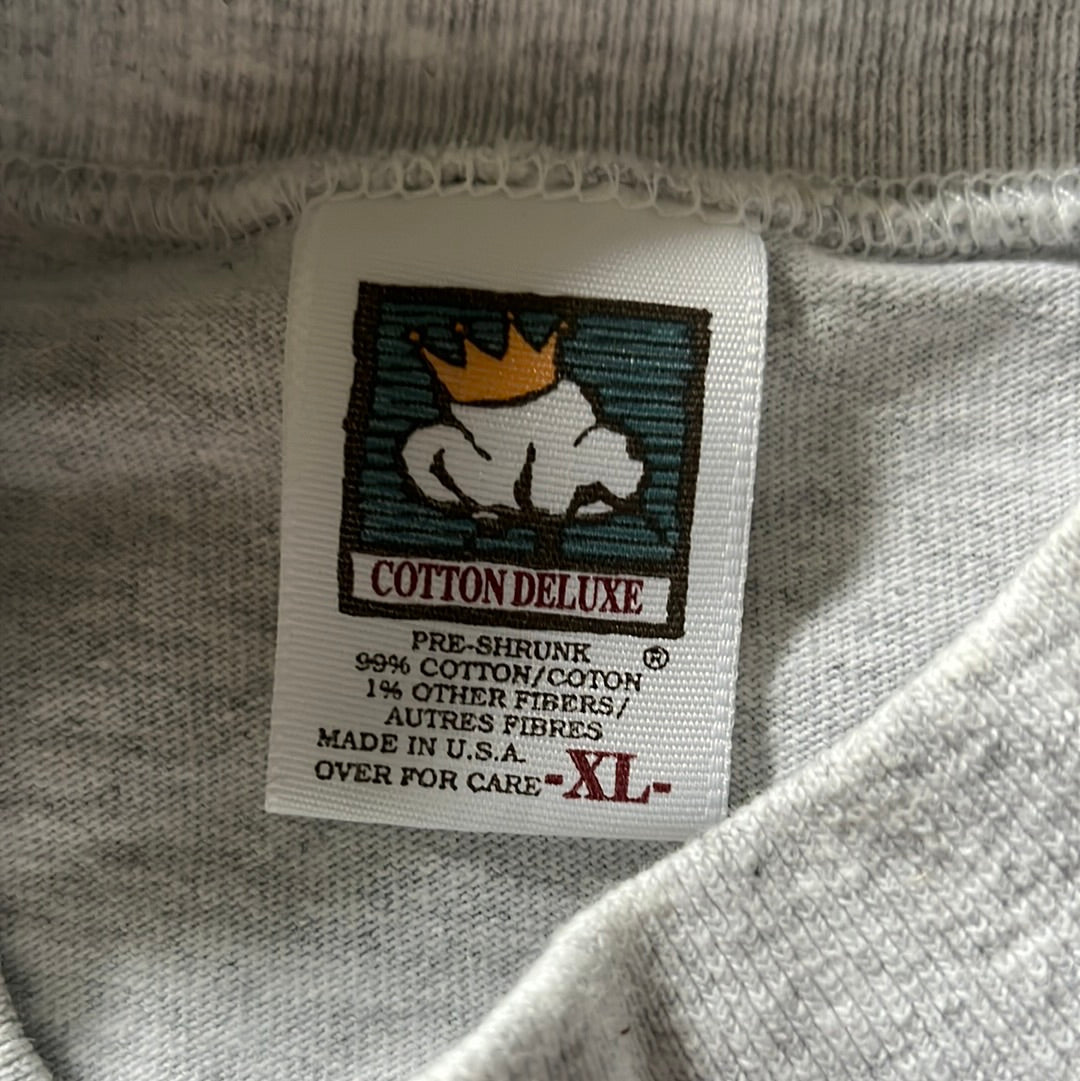 COTTON DELUXE
PRE-SHRUNK ®
99% COTTON/COTON
1% OTHER FIBERS/
AUTRES FIBRES
MADE IN U.S.A.
OVER FOR CARE -XL-